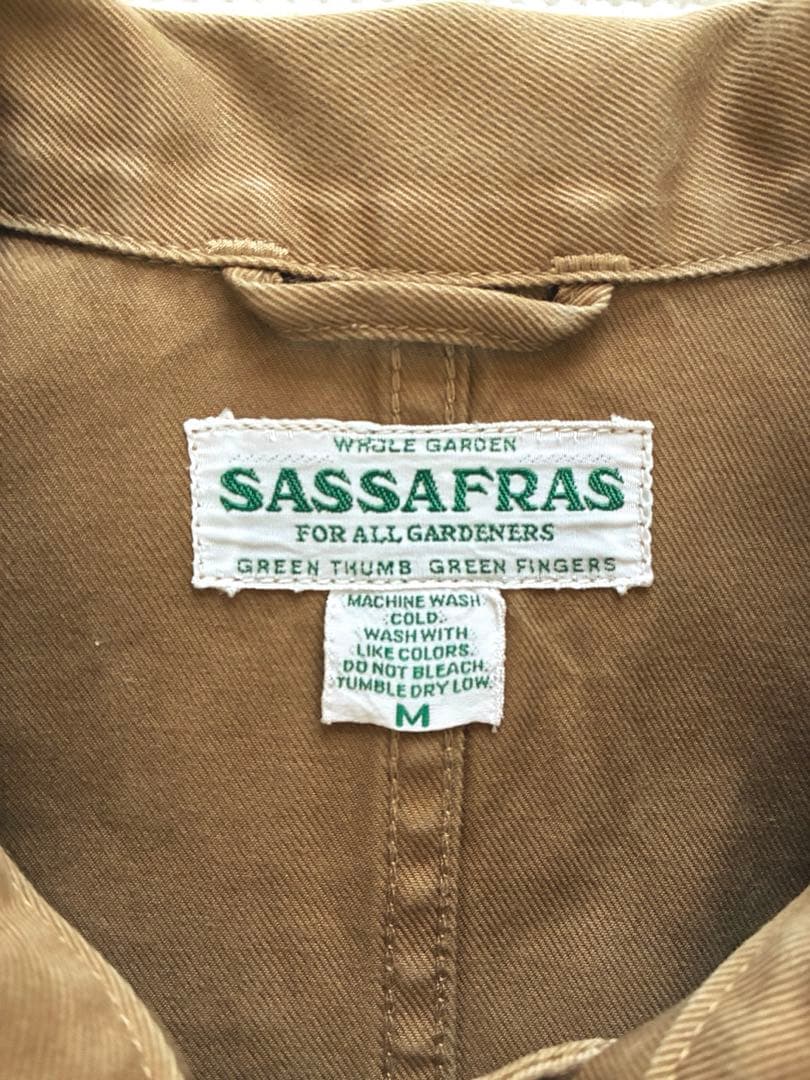 WHOLE GARDEN
SASSAFRAS
FOR ALL GARDENERS
GREEN THUMB GREEN FINGERS
MACHINE WASH
COLD.
WASH WITH
LIKE COLORS.
DO NOT BLEACH.
TUMBLE DRY LOW.
M